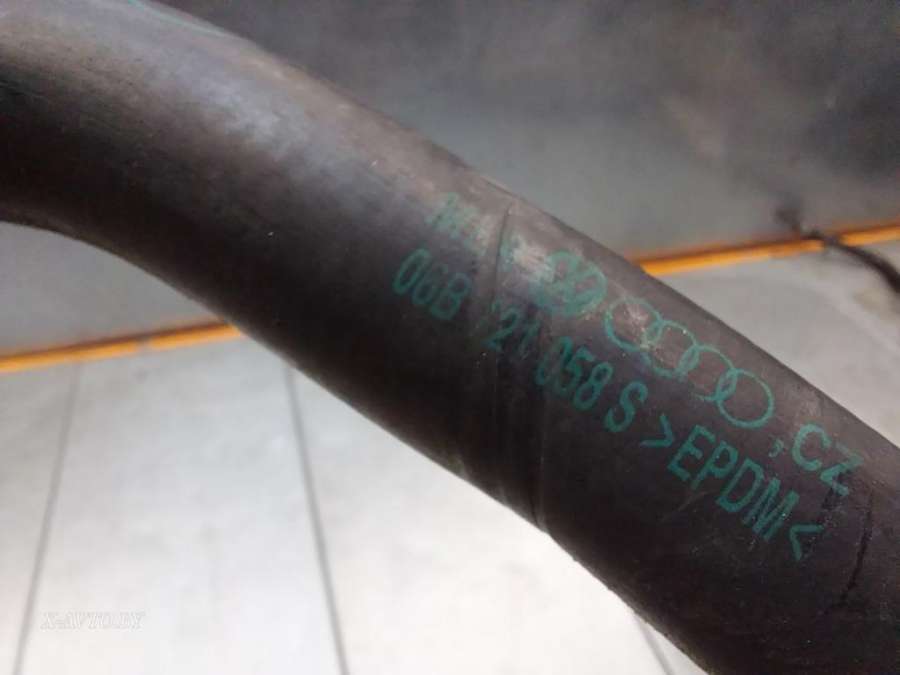 06B 121 058 S >EPDM<
, CZ
X-AVTO.BY